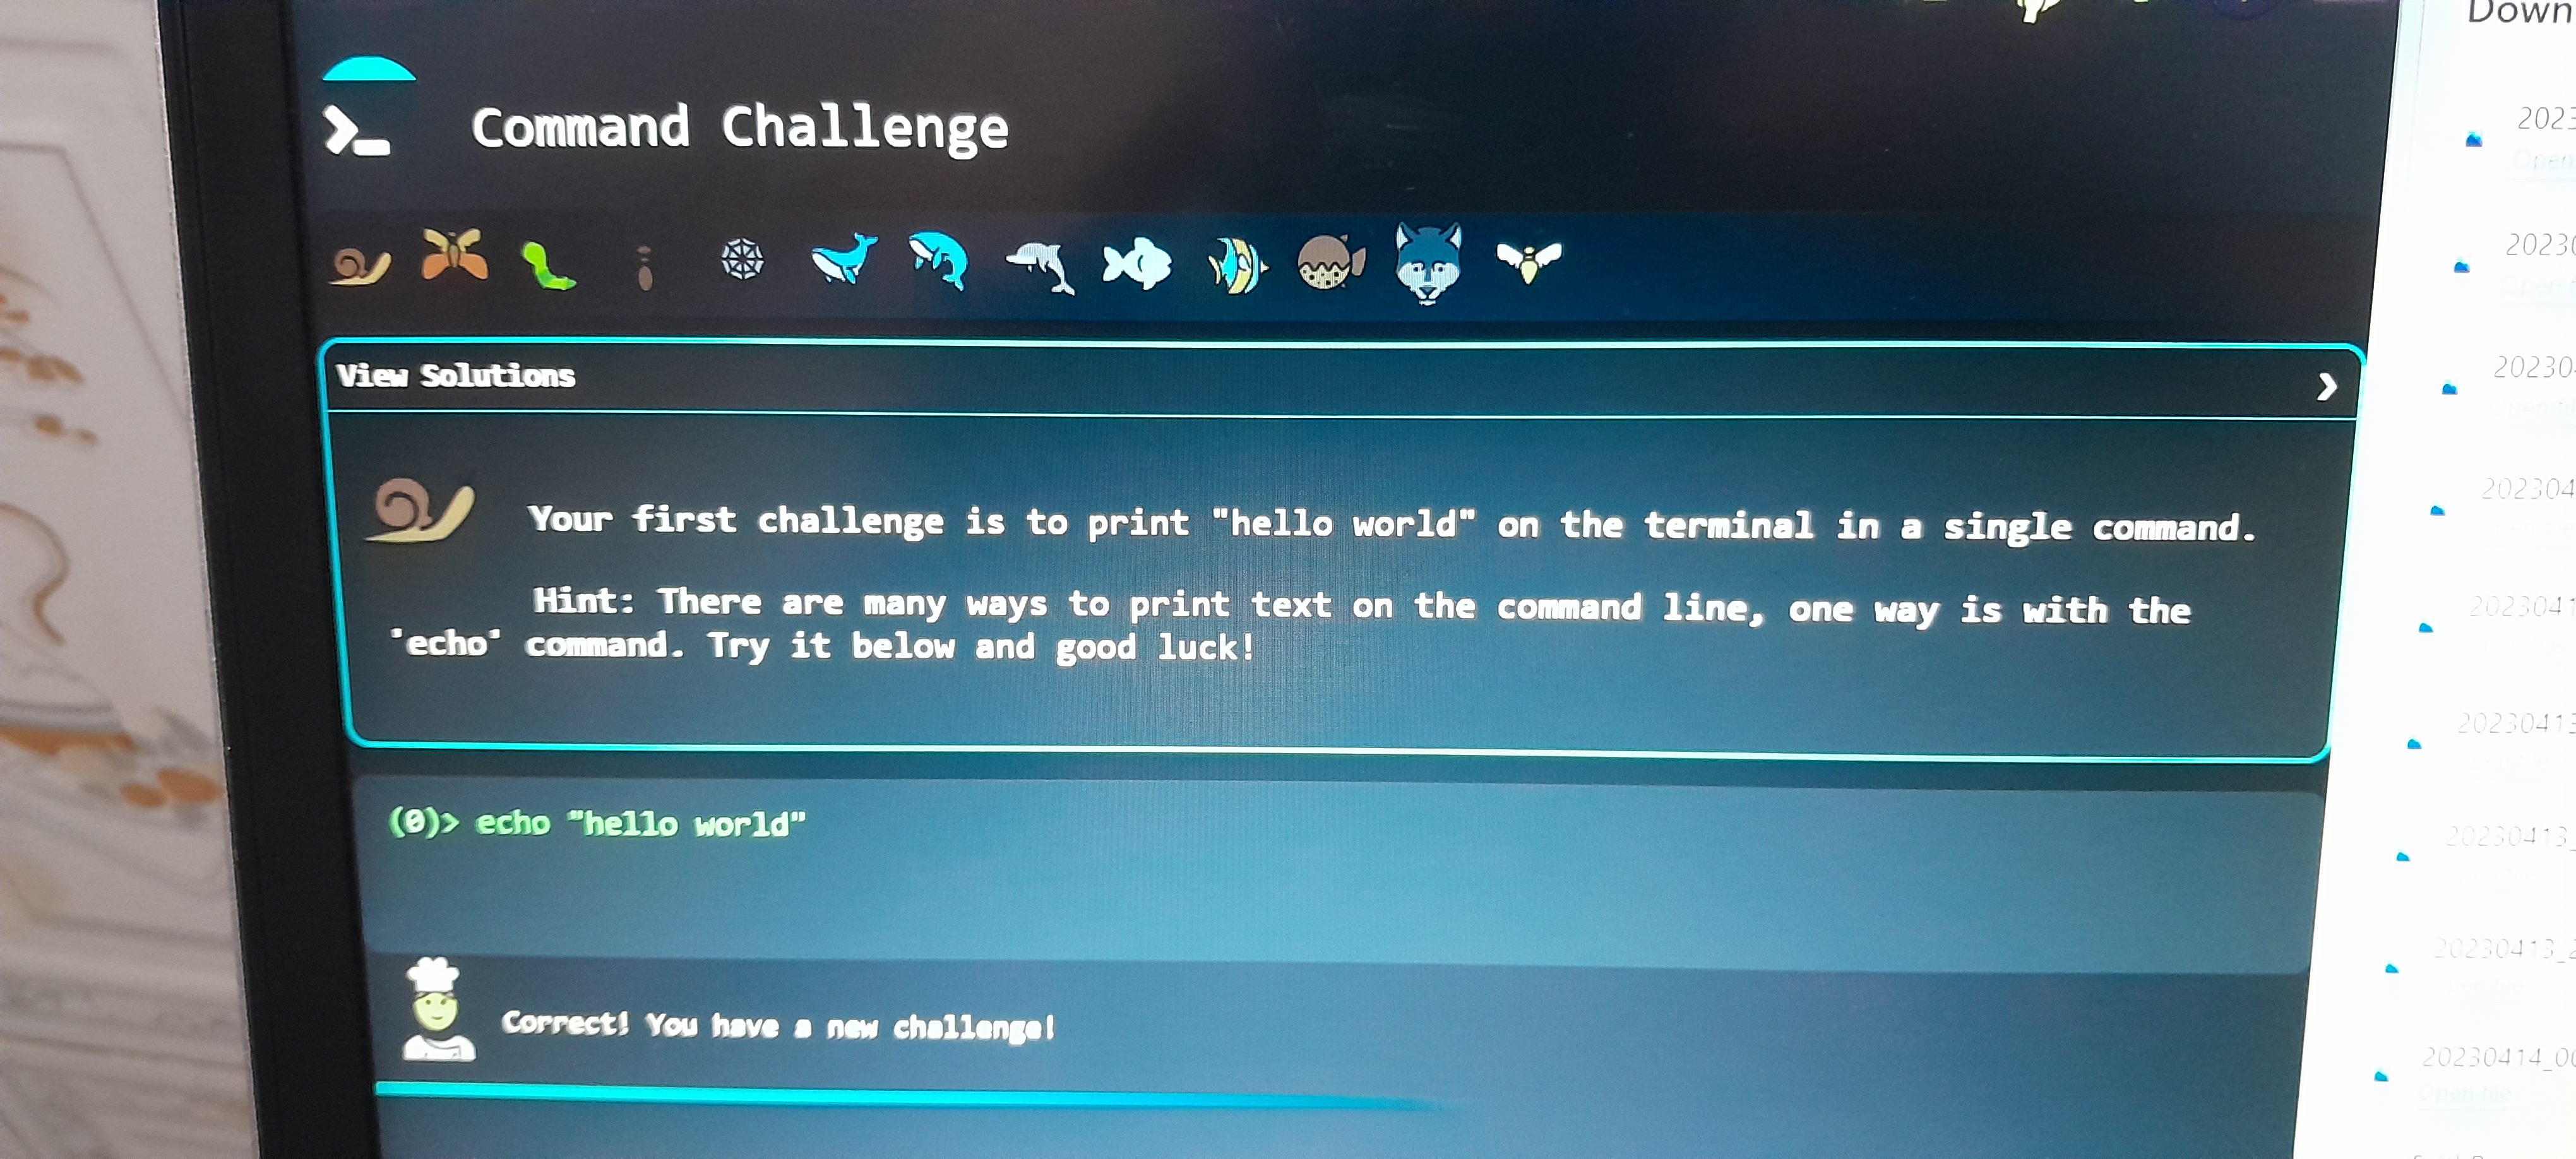 Command Challenge
View Solutions
Your first challenge is to print "hello world" on the terminal in a single command.
Hint: There are many ways to print text on the command line, one way is with the
'echo' command. Try it below and good luck!
(0)> echo "hello world"
Correct! You have a new challenge!
Down
2023
20230
20230
202304
2023041
20230413
20230413_
20230413_2
20230414_00